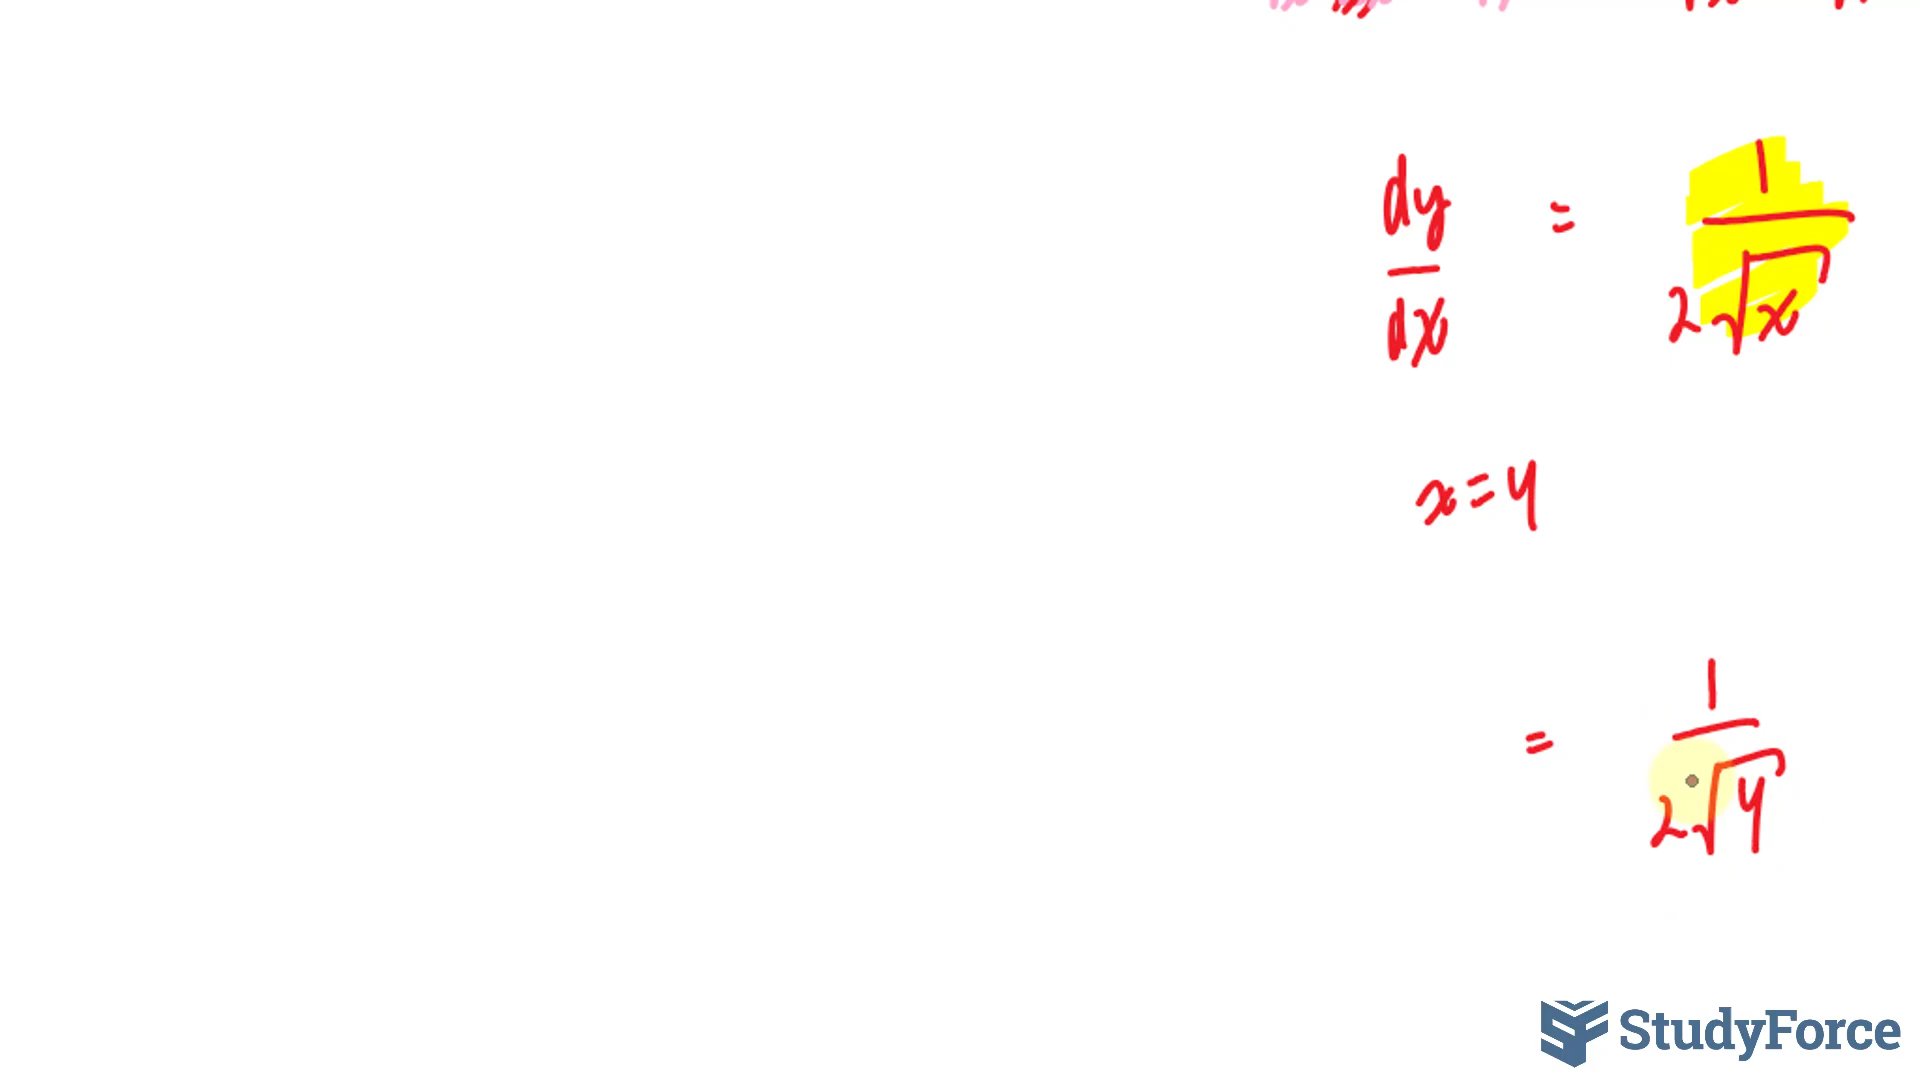 dy/dx = 1/(2√x)
x = 4
= 1/(2√4)
StudyForce